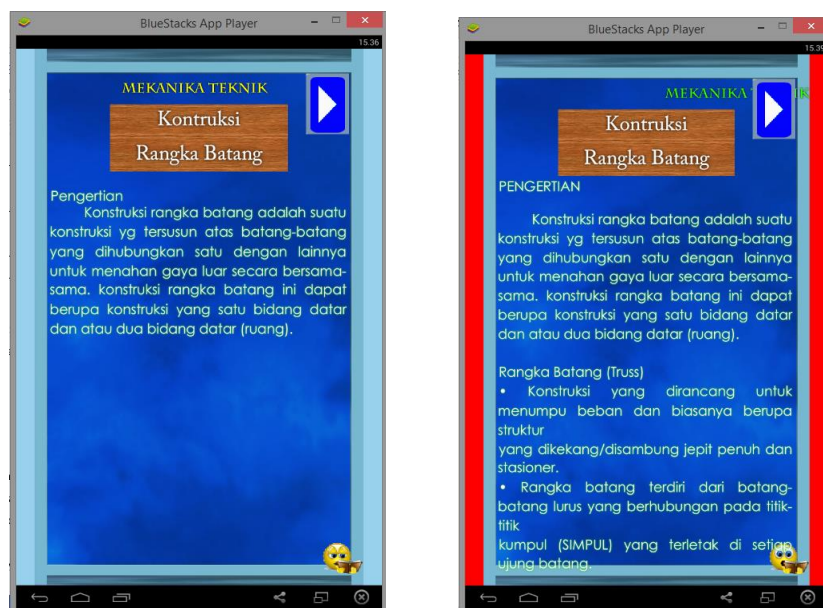 BlueStacks App Player
15.36
MEKANIKA TEKNIK
Kontruksi
Rangka Batang
Pengertian
Konstruksi rangka batang adalah suatu
konstruksi yg tersusun atas batang-batang
yang dihubungkan satu dengan lainnya
untuk menahan gaya luar secara bersama-
sama. konstruksi rangka batang ini dapat
berupa konstruksi yang satu bidang datar
dan atau dua bidang datar (ruang).
BlueStacks App Player
15.39
MEKANIKA
Kontruksi
Rangka Batang
PENGERTIAN
Konstruksi rangka batang adalah suatu
konstruksi yg tersusun atas batang-batang
yang dihubungkan satu dengan lainnya
untuk menahan gaya luar secara bersama-
sama. konstruksi rangka batang ini dapat
berupa konstruksi yang satu bidang datar
dan atau dua bidang datar (ruang).
Rangka Batang (Truss)
• Konstruksi yang dirancang untuk
menumpu beban dan biasanya berupa
struktur
yang dikekang/disambung jepit penuh dan
stasioner.
• Rangka batang terdiri dari batang-
batang lurus yang berhubungan pada titik-
titik
kumpul (SIMPUL) yang terletak di setiap
ujung batang.